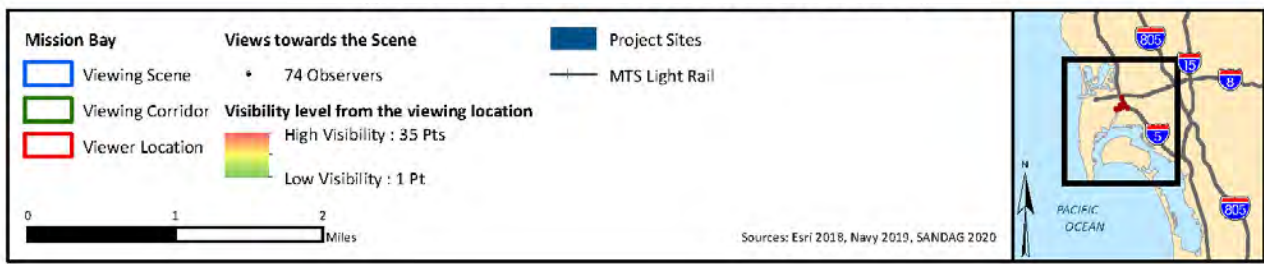 Mission Bay
Viewing Scene
Viewing Corridor
Viewer Location
Views towards the Scene
74 Observers
Visibility level from the viewing location
High Visibility : 35 Pts
Low Visibility : 1 Pt
Project Sites
MTS Light Rail
0 1 2
Miles
Sources: Esri 2018, Navy 2019, SANDAG 2020
805
15
8
5
N
PACIFIC
OCEAN
805